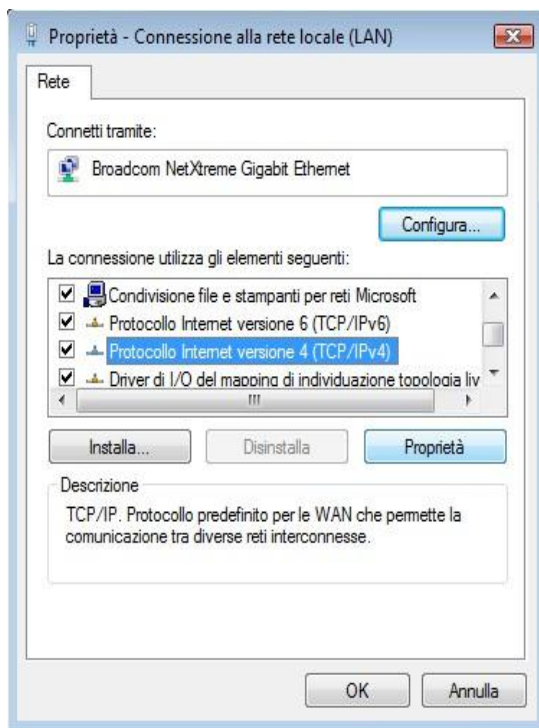 Proprietà - Connessione alla rete locale (LAN)
Rete
Connetti tramite:
Broadcom NetXtreme Gigabit Ethernet
Configura...
La connessione utilizza gli elementi seguenti:
Condivisione file e stampanti per reti Microsoft
Protocollo Internet versione 6 (TCP/IPv6)
Protocollo Internet versione 4 (TCP/IPv4)
Driver di I/O del mapping di individuazione topologia liv
Installa...
Disinstalla
Proprietà
Descrizione
TCP/IP. Protocollo predefinito per le WAN che permette la
comunicazione tra diverse reti interconnesse.
OK
Annulla